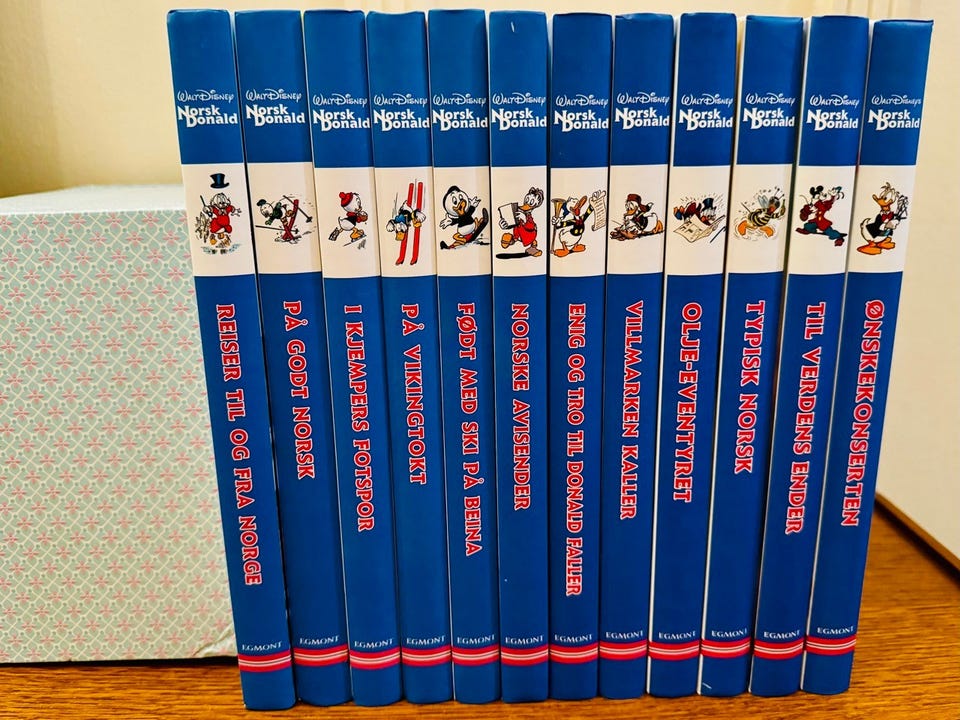 WALT DISNEY
Norsk
Donald
REISER TIL OG FRA NORGE
WALT DISNEY
Norsk
Donald
PÅ GODT NORSK
EGMONT
WALT DISNEY
Norsk
Donald
I KJEMPERS FOTSPOR
EGMONT
WALT DISNEY
Norsk
Donald
PÅ VIKINGTOKT
EGMONT
WALT DISNEY
Norsk
Donald
FØDT MED SKI PÅ BEINA
EGMONT
WALT DISNEY
Norsk
Donald
NORSKE AVISENDER
EGMONT
WALT DISNEY
Norsk
Donald
ENIG OG TRO TIL DONALD FALLER
EGMONT
WALT DISNEY
Norsk
Donald
VILLMARKEN KALLER
EGMONT
WALT DISNEY
Norsk
Donald
OLJE-EVENTYRET
EGMONT
WALT DISNEY
Norsk
Donald
TYPISK NORSK
EGMONT
WALT DISNEY
Norsk
Donald
TIL VERDENS ENDER
EGMONT
WALT DISNEY'S
Norsk
Donald
ØNSKEKONSERTEN
EGMONT
EGMONT